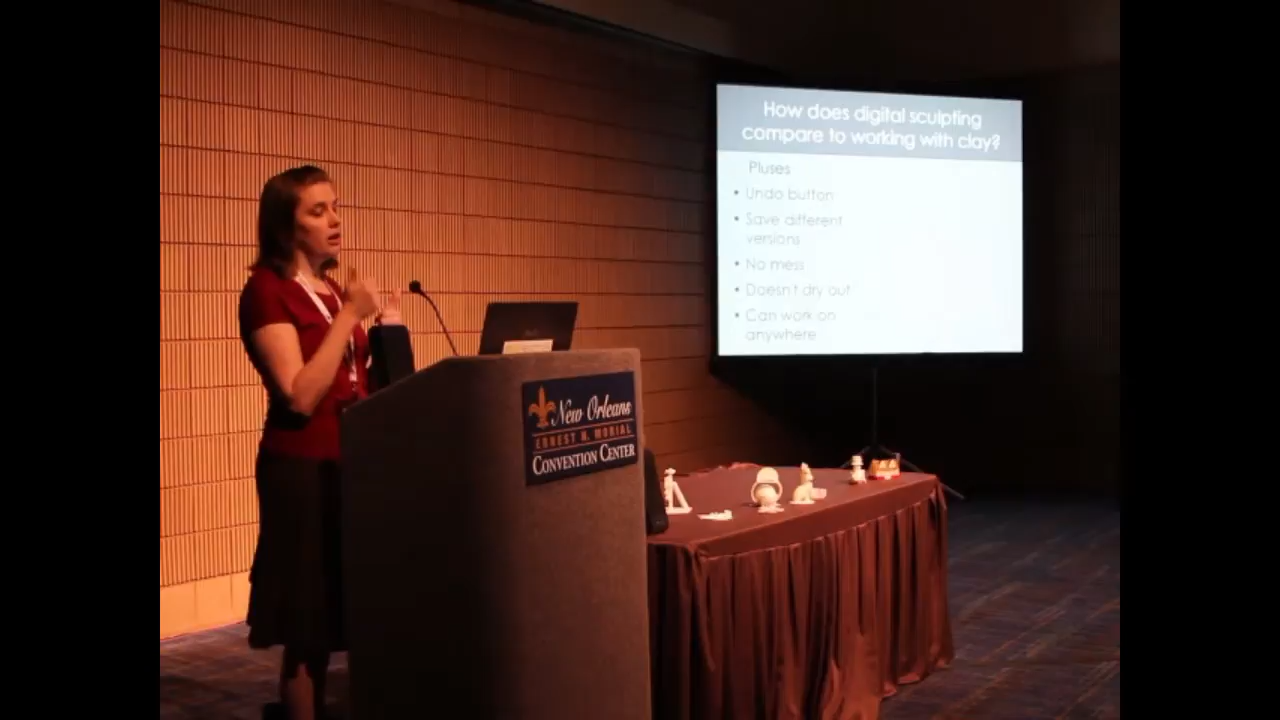 How does digital sculpting
compare to working with clay?
Pluses
• Undo button
• Save different
versions
• No mess
• Doesn't dry out
• Can work on
anywhere
New Orleans
ERNEST N. MORIAL
CONVENTION CENTER